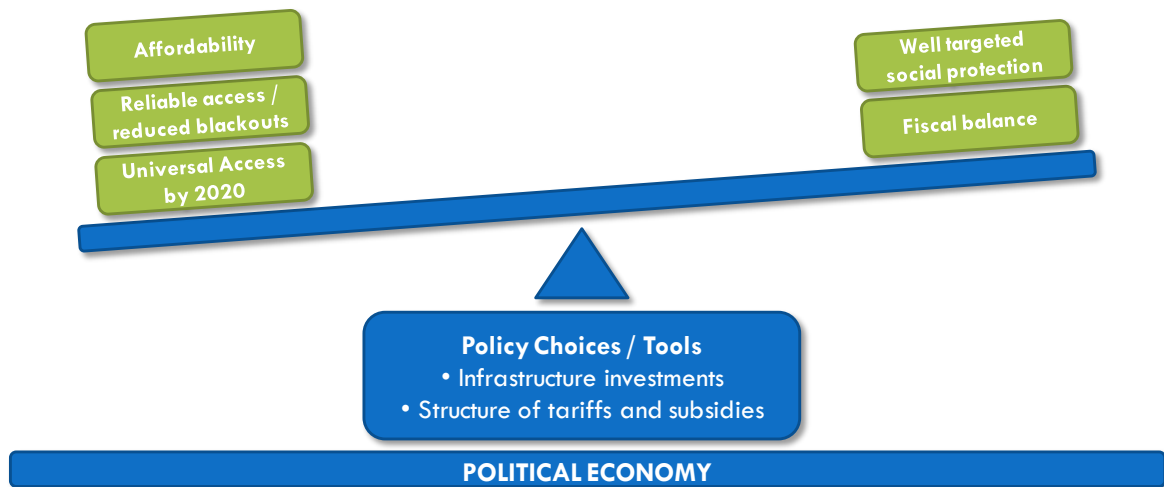 Affordability
Reliable access /
reduced blackouts
Universal Access
by 2020
Well targeted
social protection
Fiscal balance
Policy Choices / Tools
• Infrastructure investments
• Structure of tariffs and subsidies
POLITICAL ECONOMY